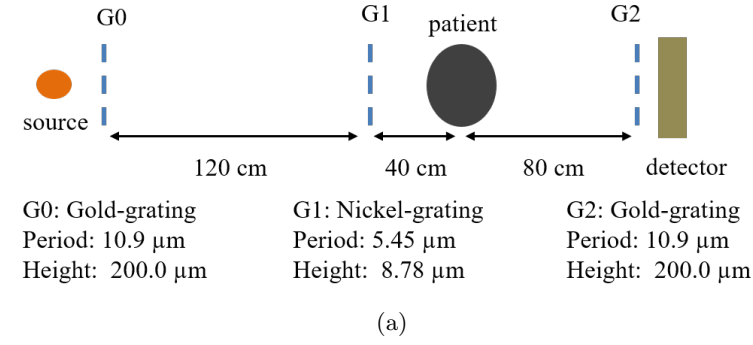 G0
G1
G2
patient
source
detector
120 cm
40 cm
80 cm
G0: Gold-grating
Period: 10.9 µm
Height: 200.0 µm
G1: Nickel-grating
Period: 5.45 µm
Height: 8.78 µm
G2: Gold-grating
Period: 10.9 µm
Height: 200.0 µm
(a)